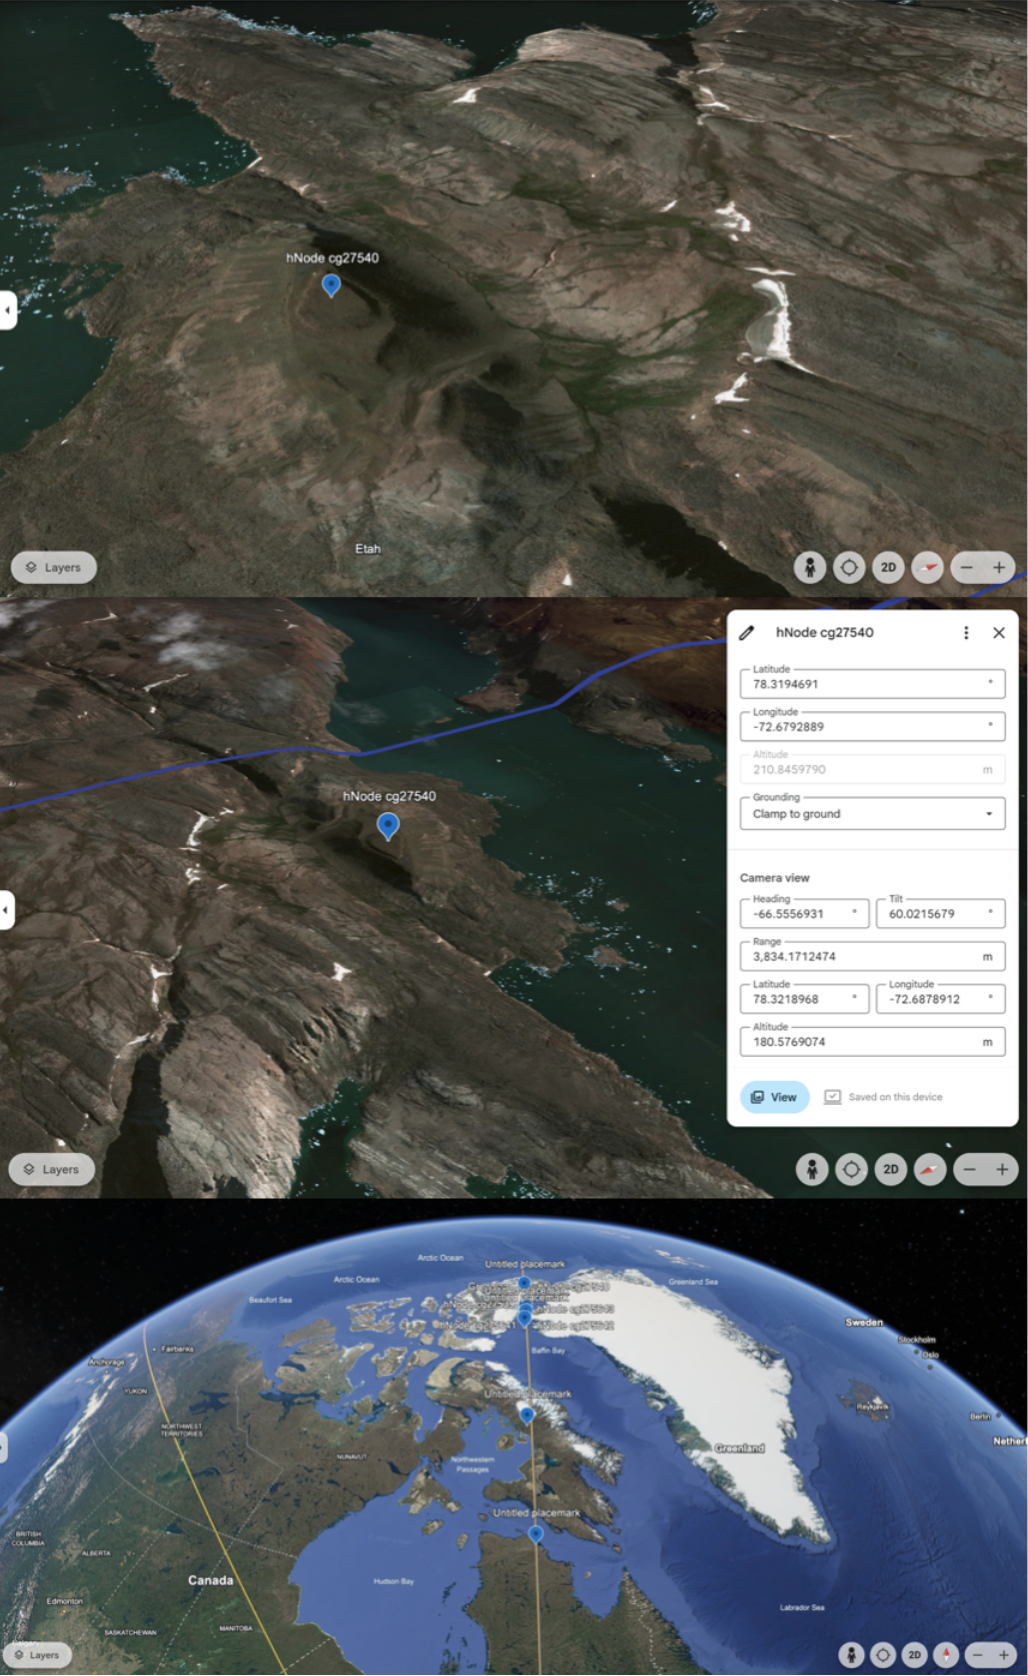 hNode cg27540
Etah
Layers
2D
hNode cg27540
hNode cg27540
Latitude
78.3194691 °
Longitude
-72.6792889 °
Altitude
210.8459790 m
Grounding
Clamp to ground
Camera view
Heading
-66.5556931 °
Tilt
60.0215679 °
Range
3,834.1712474 m
Latitude
78.3218968 °
Longitude
-72.6878912 °
Altitude
180.5769074 m
View
Saved on this device
Layers
2D
Arctic Ocean
Untitled placemark
Arctic Ocean
Greenland Sea
Beaufort Sea
Sweden
Stockholm
Oslo
Fairbanks
Baffin Bay
Anchorage
YUKON
Untitled placemark
Reykjavik
Berlin
NORTHWEST
TERRITORIES
Netherl
Greenland
NUNAVUT
Northwestern
Passages
Untitled placemark
BRITISH
COLUMBIA
ALBERTA
Canada
Hudson Bay
Edmonton
Labrador Sea
SASKATCHEWAN
MANITOBA
Calgary
Layers
2D